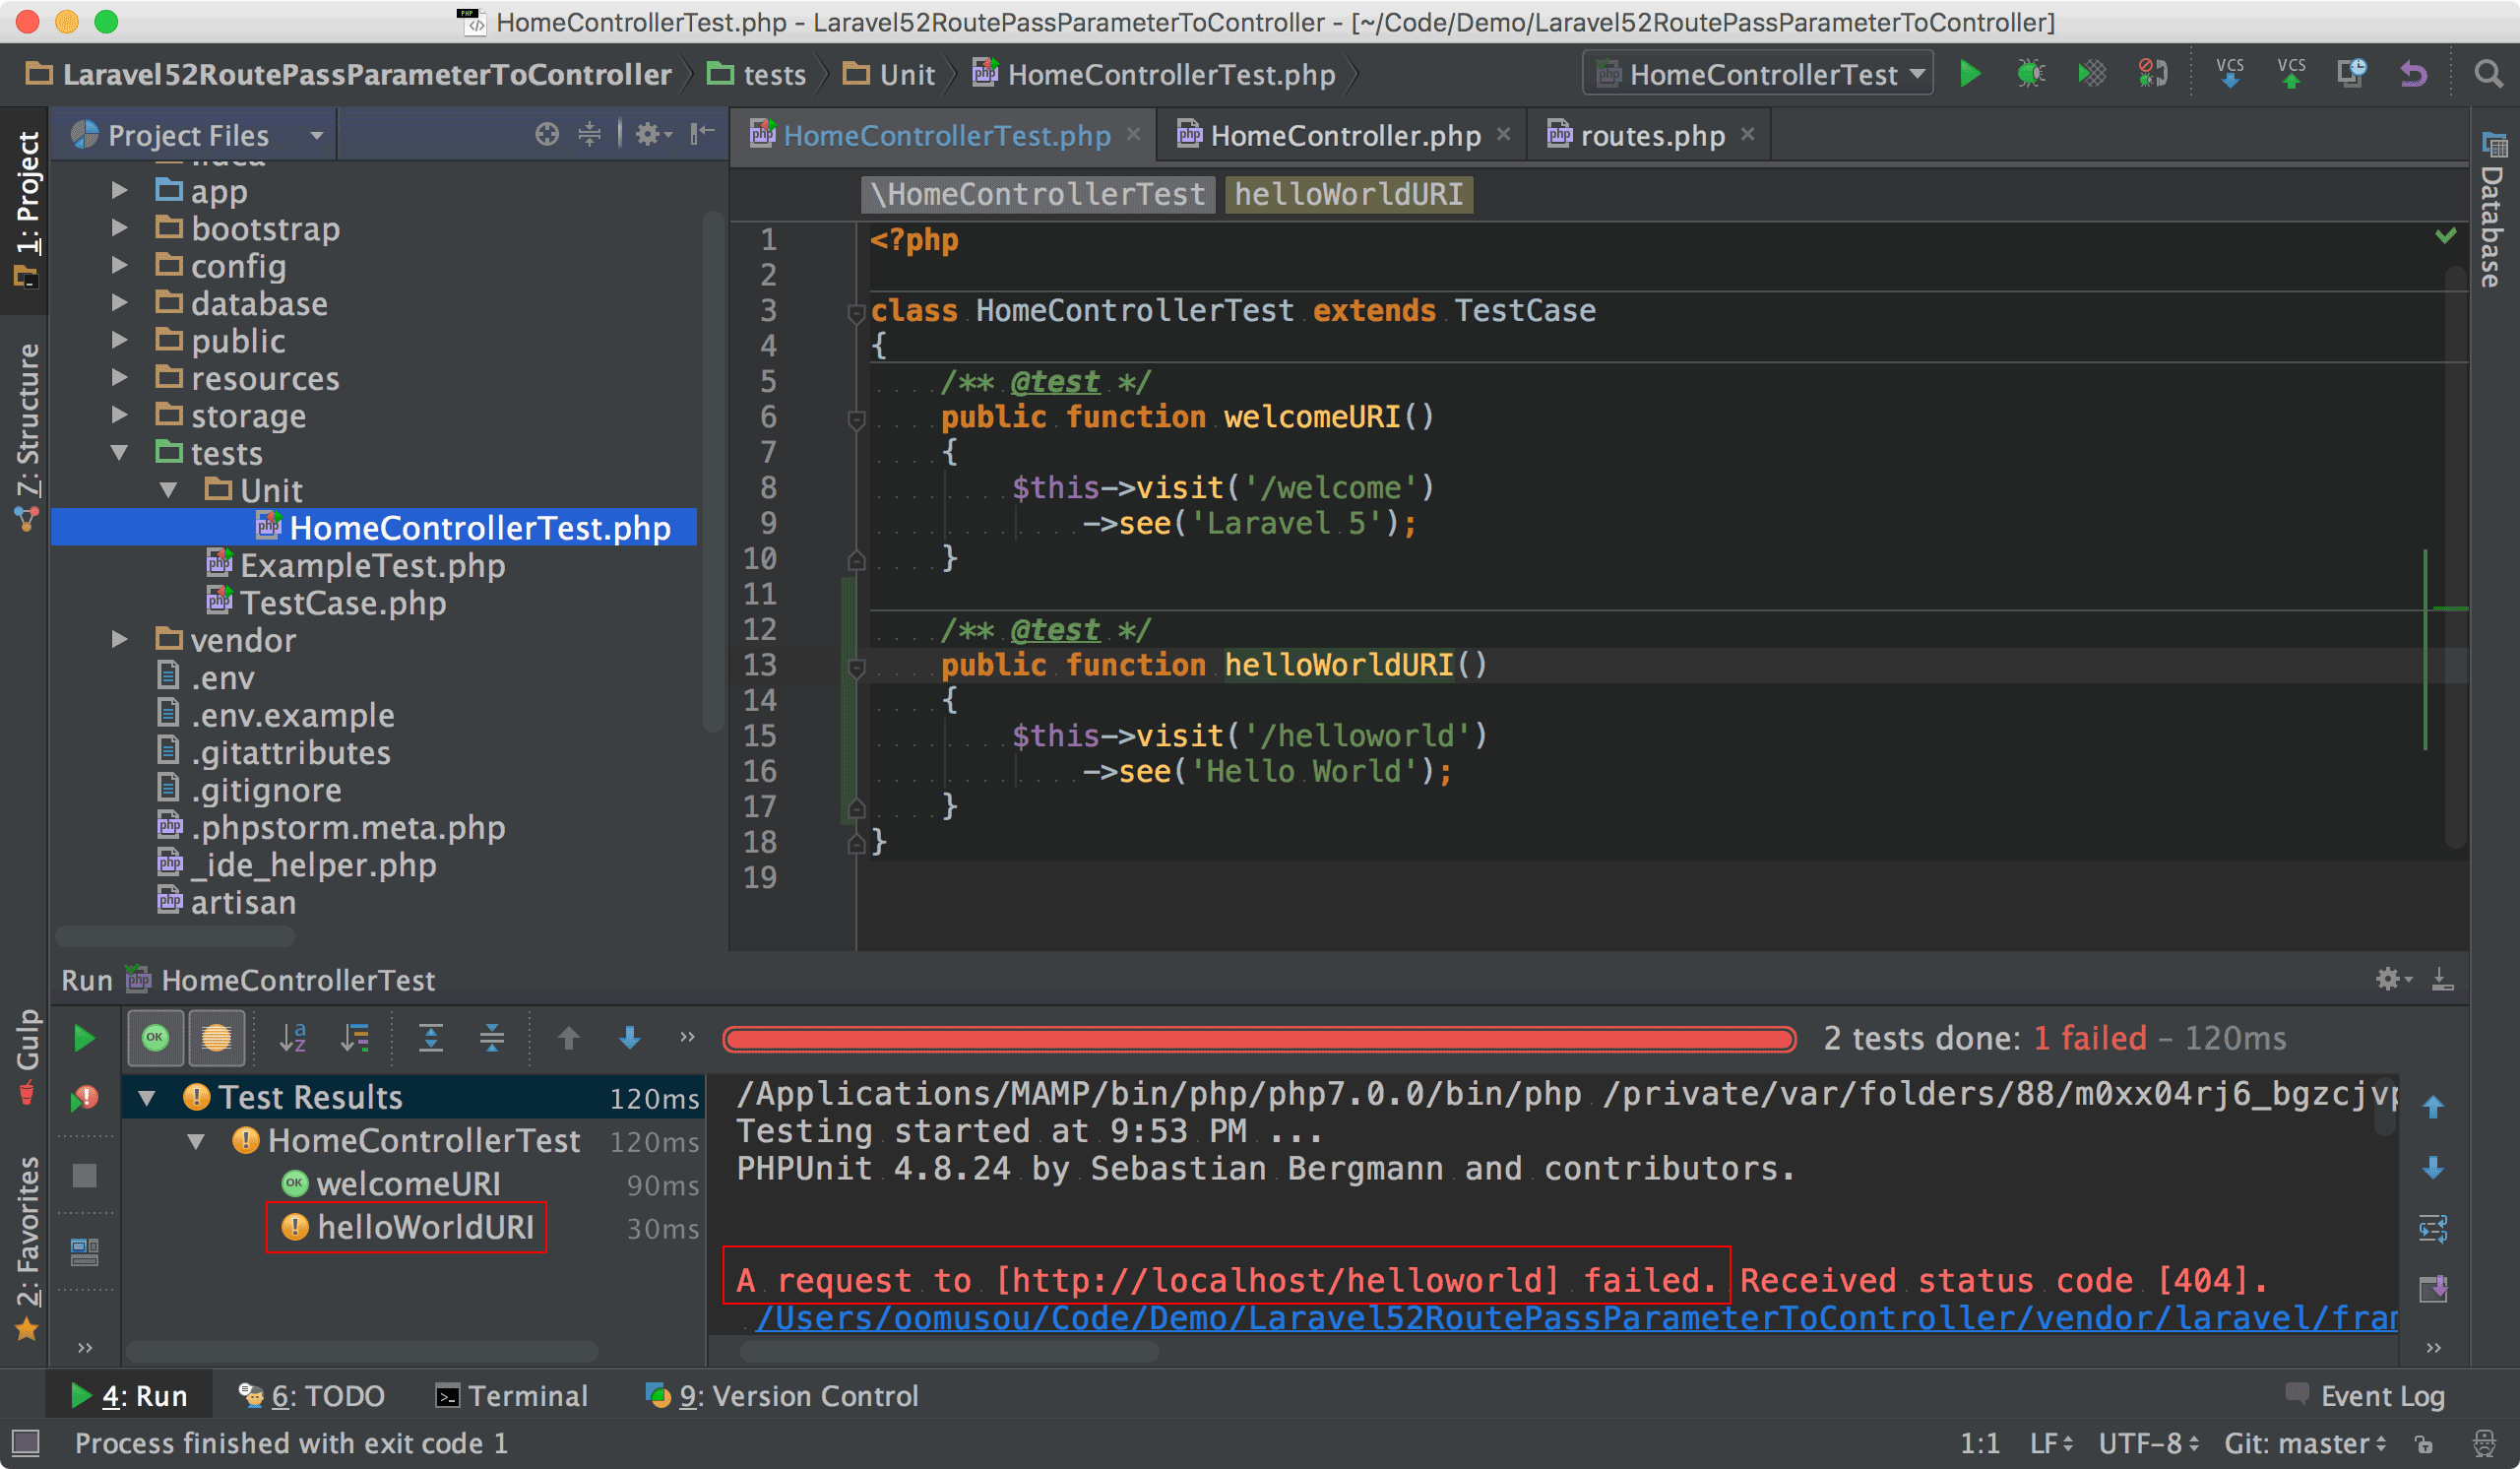 HomeControllerTest.php - Laravel52RoutePassParameterToController - [~/Code/Demo/Laravel52RoutePassParameterToController]
Laravel52RoutePassParameterToController tests Unit HomeControllerTest.php HomeControllerTest VCS VCS
1: Project
7: Structure
Gulp
2: Favorites
Database
Project Files
.idea
app
bootstrap
config
database
public
resources
storage
tests
Unit
HomeControllerTest.php
ExampleTest.php
TestCase.php
vendor
.env
.env.example
.gitattributes
.gitignore
.phpstorm.meta.php
_ide_helper.php
artisan
HomeControllerTest.php HomeController.php routes.php
\HomeControllerTest helloWorldURI
1 <?php
2
3 class HomeControllerTest extends TestCase
4 {
5 /** @test */
6 public function welcomeURI()
7 {
8 $this->visit('/welcome')
9 ->see('Laravel 5');
10 }
11
12 /** @test */
13 public function helloWorldURI()
14 {
15 $this->visit('/helloworld')
16 ->see('Hello World');
17 }
18 }
19
Run HomeControllerTest
2 tests done: 1 failed – 120ms
Test Results 120ms
HomeControllerTest 120ms
OK welcomeURI 90ms
helloWorldURI 30ms
/Applications/MAMP/bin/php/php7.0.0/bin/php /private/var/folders/88/m0xx04rj6_bgzcjvp
Testing started at 9:53 PM ...
PHPUnit 4.8.24 by Sebastian Bergmann and contributors.
A request to [http://localhost/helloworld] failed. Received status code [404].
/Users/oomusou/Code/Demo/Laravel52RoutePassParameterToController/vendor/laravel/fram
4: Run 6: TODO Terminal 9: Version Control Event Log
Process finished with exit code 1 1:1 LF UTF-8 Git: master